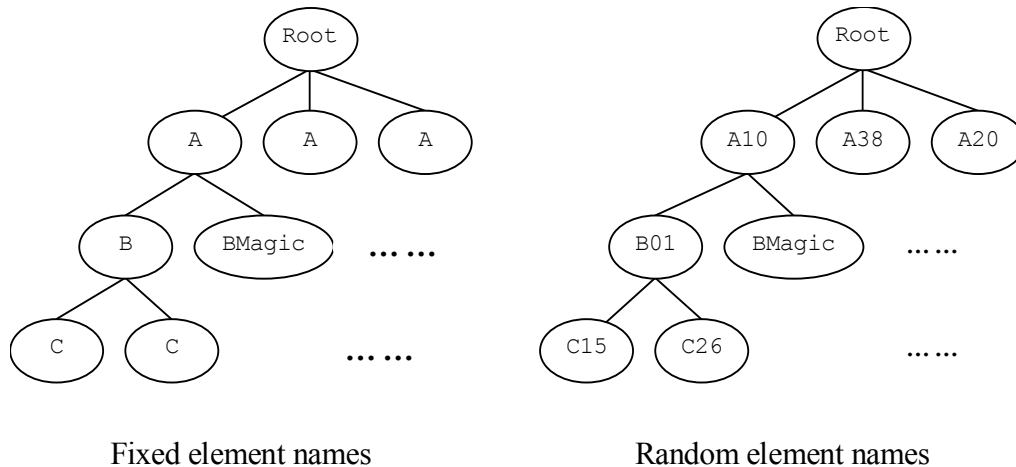 Root Root
A A A A10 A38 A20
B BMagic …… B01 BMagic ……
C C …… C15 C26 ……
Fixed element names Random element names